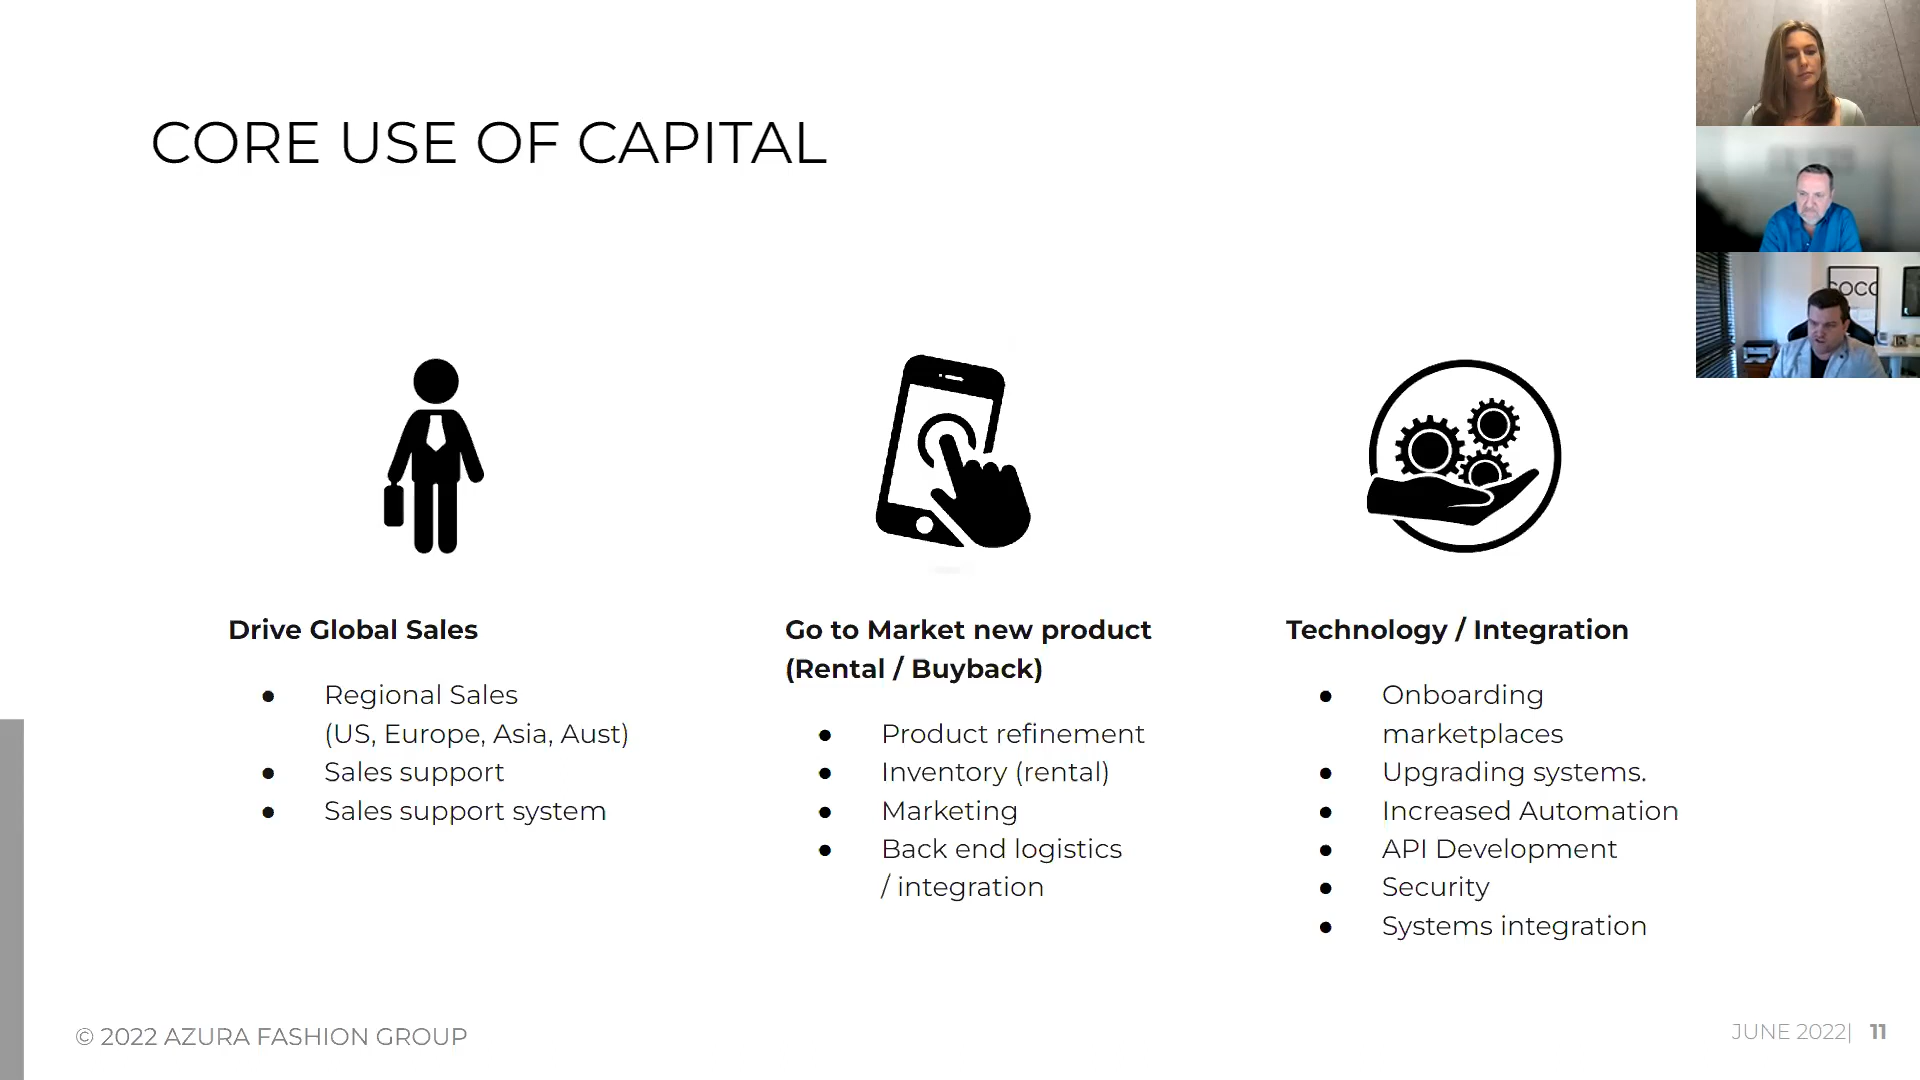 CORE USE OF CAPITAL
COCO
Drive Global Sales
● Regional Sales
(US, Europe, Asia, Aust)
● Sales support
● Sales support system
Go to Market new product
(Rental / Buyback)
● Product refinement
● Inventory (rental)
● Marketing
● Back end logistics
/ integration
Technology / Integration
● Onboarding
marketplaces
● Upgrading systems.
● Increased Automation
● API Development
● Security
● Systems integration
© 2022 AZURA FASHION GROUP
JUNE 2022| 11